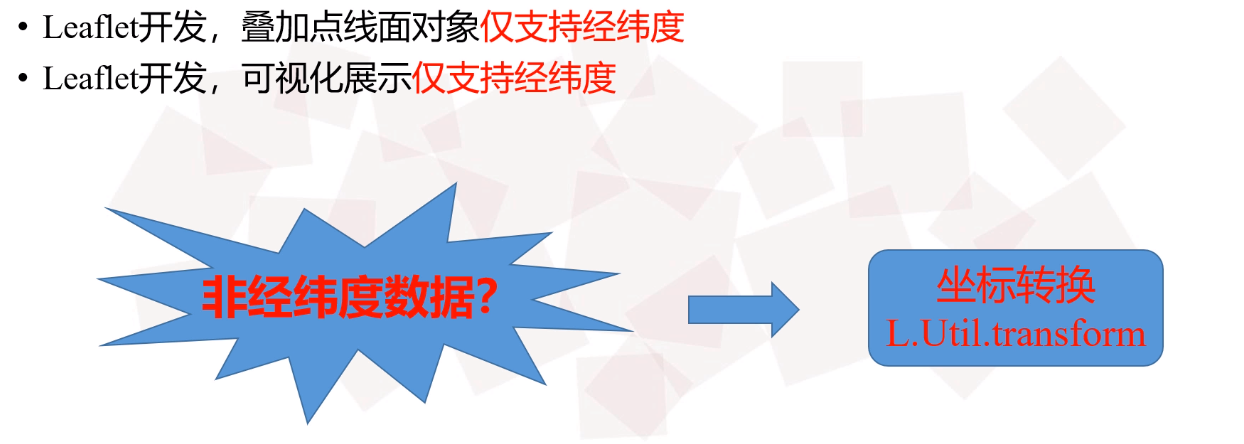 • Leaflet开发，叠加点线面对象仅支持经纬度
• Leaflet开发，可视化展示仅支持经纬度
非经纬度数据？
坐标转换
L.Util.transform